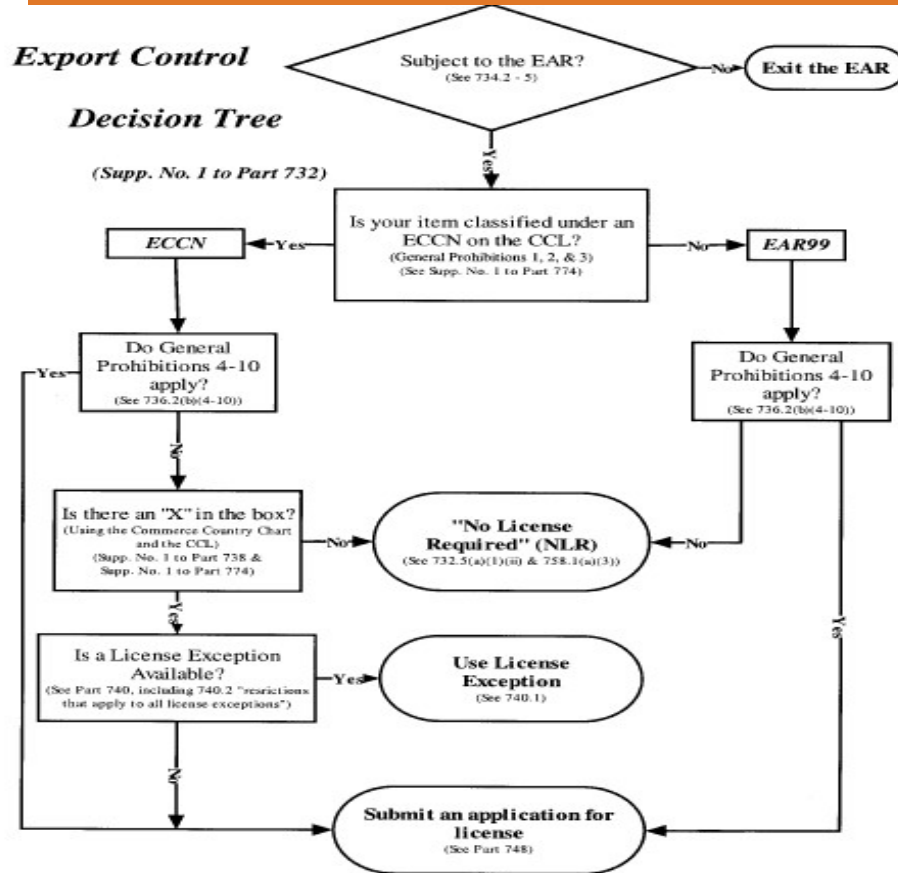 Export Control
Decision Tree
(Supp. No. 1 to Part 732)
Subject to the EAR?
(See 734.2 - 5)
No
Exit the EAR
Yes
Is your item classified under an
ECCN on the CCL?
(General Prohibitions 1, 2, & 3)
(See Supp. No. 1 to Part 774)
Yes
ECCN
No
EAR99
Do General
Prohibitions 4-10
apply?
(See 736.2(b)(4-10))
Yes
No
Do General
Prohibitions 4-10
apply?
(See 736.2(b)(4-10))
Is there an "X" in the box?
(Using the Commerce Country Chart
and the CCL)
(Supp. No. 1 to Part 738 &
Supp. No. 1 to Part 774)
No
"No License
Required" (NLR)
(See 732.5(a)(1)(ii) & 758.1(a)(3))
No
Yes
Yes
Is a License Exception
Available?
(See Part 740, including 740.2 "resrictions
that apply to all license exceptions")
Yes
Use License
Exception
(See 740.1)
No
Submit an application for
license
(See Part 748)